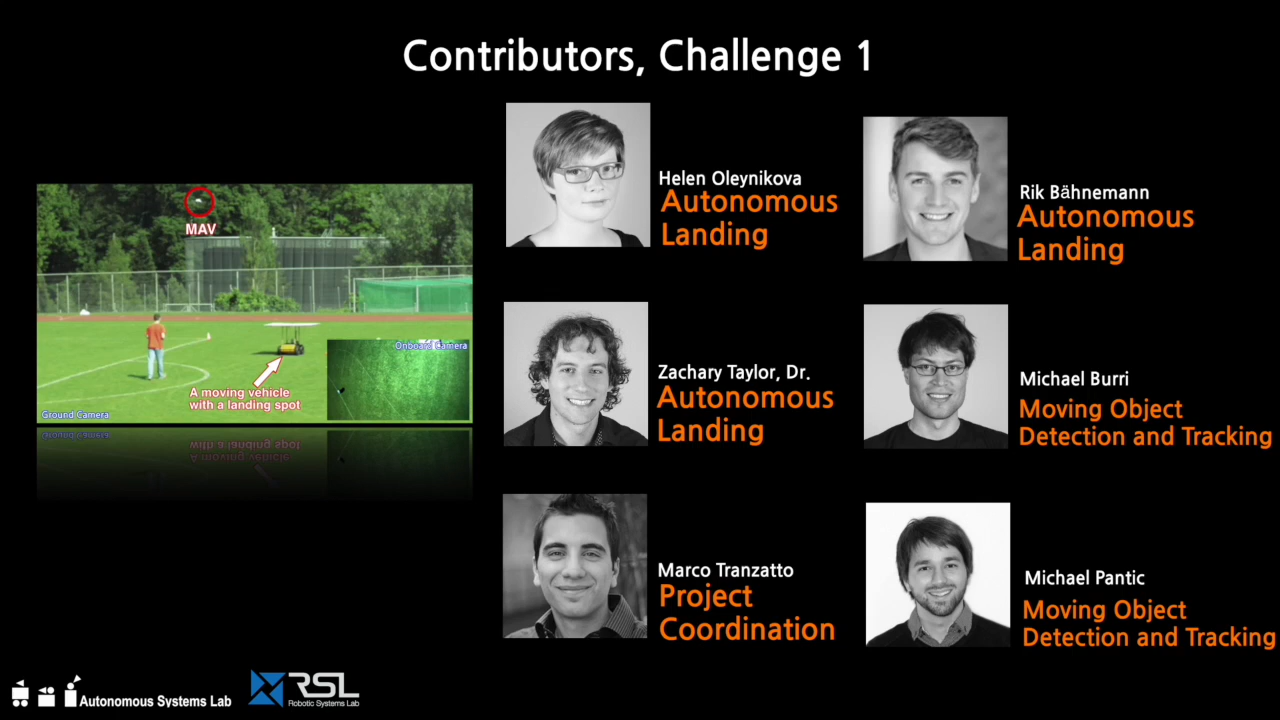 Contributors, Challenge 1
MAV
Onboard Camera
A moving vehicle
with a landing spot
Ground Camera
Helen Oleynikova
Autonomous
Landing
Rik Bähnemann
Autonomous
Landing
Zachary Taylor, Dr.
Autonomous
Landing
Michael Burri
Moving Object
Detection and Tracking
Marco Tranzatto
Project
Coordination
Michael Pantic
Moving Object
Detection and Tracking
Autonomous Systems Lab
RSL
Robotic Systems Lab